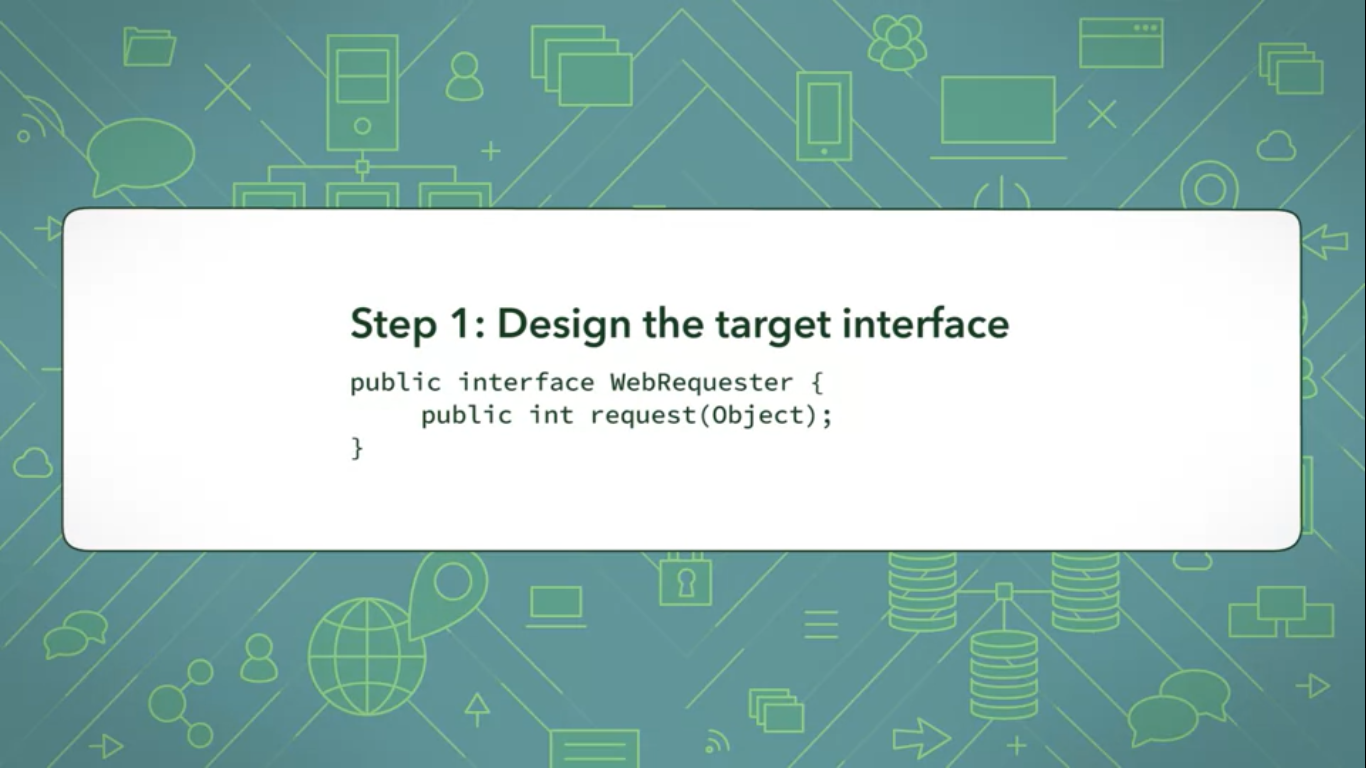 Step 1: Design the target interface
public interface WebRequester {
    public int request(Object);
}